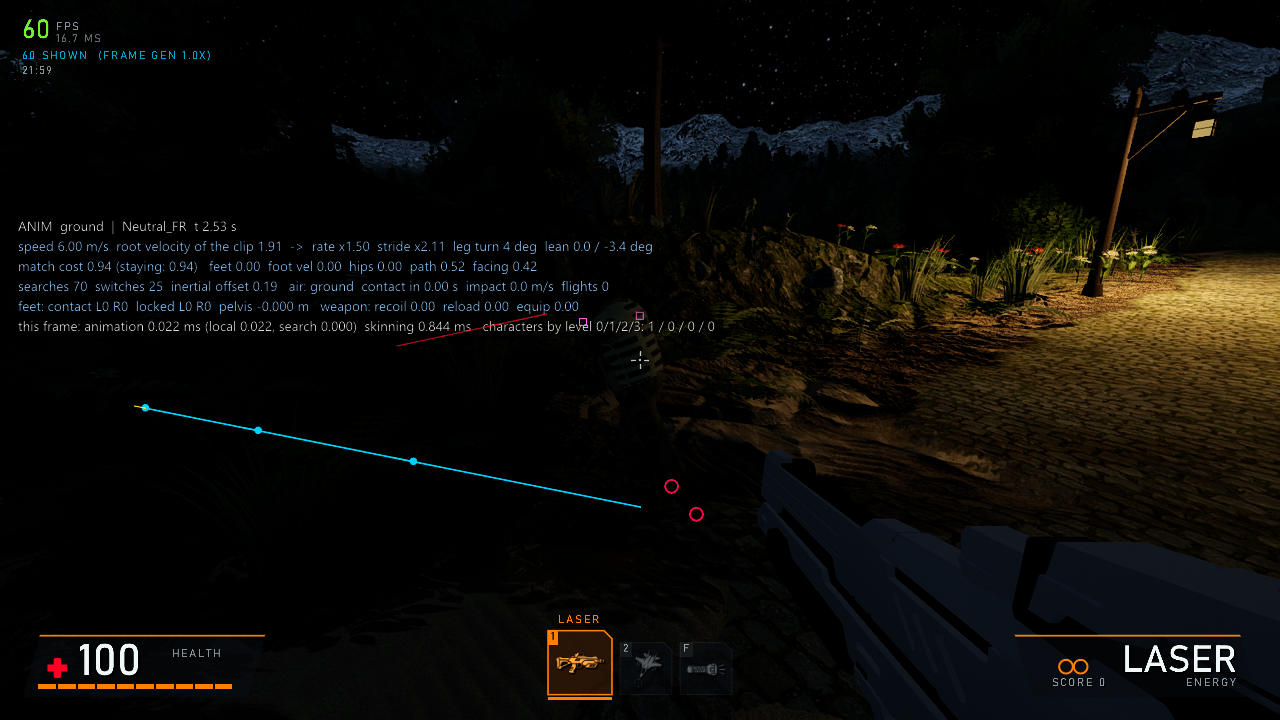 60 FPS
16.7 MS
60 SHOWN (FRAME GEN 1.0X)
21:59
ANIM ground | Neutral_FR t 2.53 s
speed 6.00 m/s root velocity of the clip 1.91 -> rate x1.50 stride x2.11 leg turn 4 deg lean 0.0 / -3.4 deg
match cost 0.94 (staying: 0.94) feet 0.00 foot vel 0.00 hips 0.00 path 0.52 facing 0.42
searches 70 switches 25 inertial offset 0.19 air: ground contact in 0.00 s impact 0.0 m/s flights 0
feet: contact L0 R0 locked L0 R0 pelvis -0.000 m weapon: recoil 0.00 reload 0.00 equip 0.00
this frame: animation 0.022 ms (local 0.022, search 0.000) skinning 0.844 ms characters by level 0/1/2/3: 1 / 0 / 0 / 0
LASER
1
2
F
100 HEALTH
LASER
SCORE 0
ENERGY